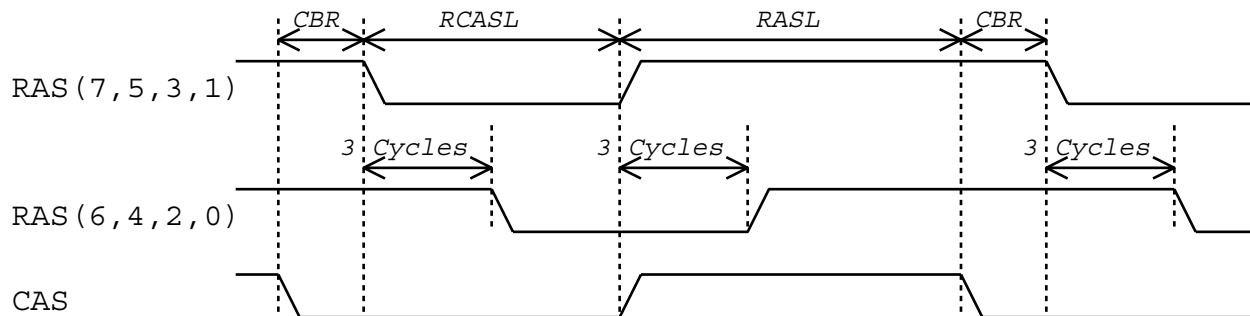 CBR RCASL RASL CBR
RAS(7,5,3,1)
3 Cycles 3 Cycles 3 Cycles
RAS(6,4,2,0)
CAS